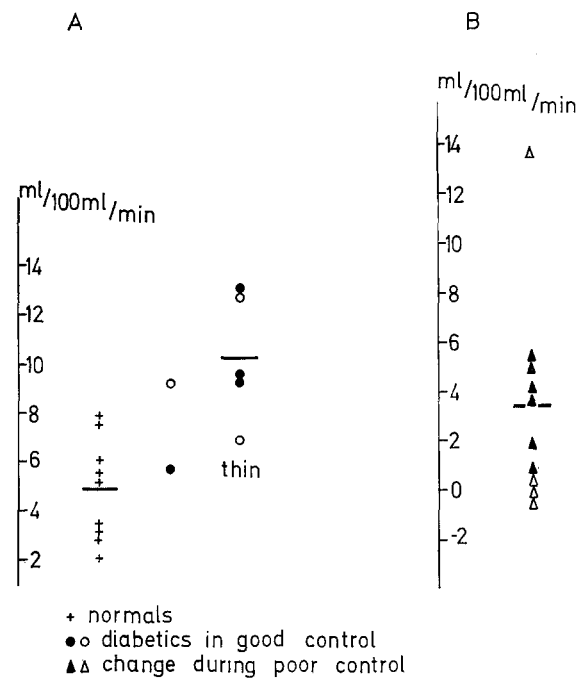 A
B
ml/100ml/min
14
12
10
8
6
4
2
thin
ml/100ml/min
14
12
10
8
6
4
2
0
-2
+ normals
●○ diabetics in good control
▲△ change during poor control